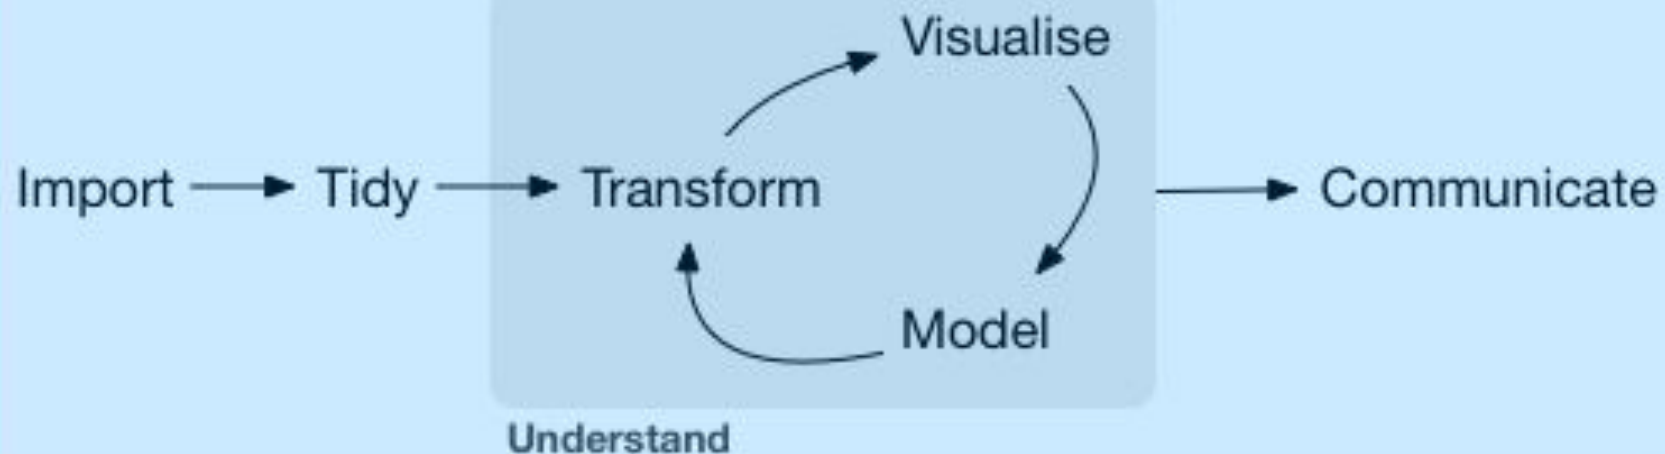 Visualise
Import Tidy Transform Communicate
Model
Understand